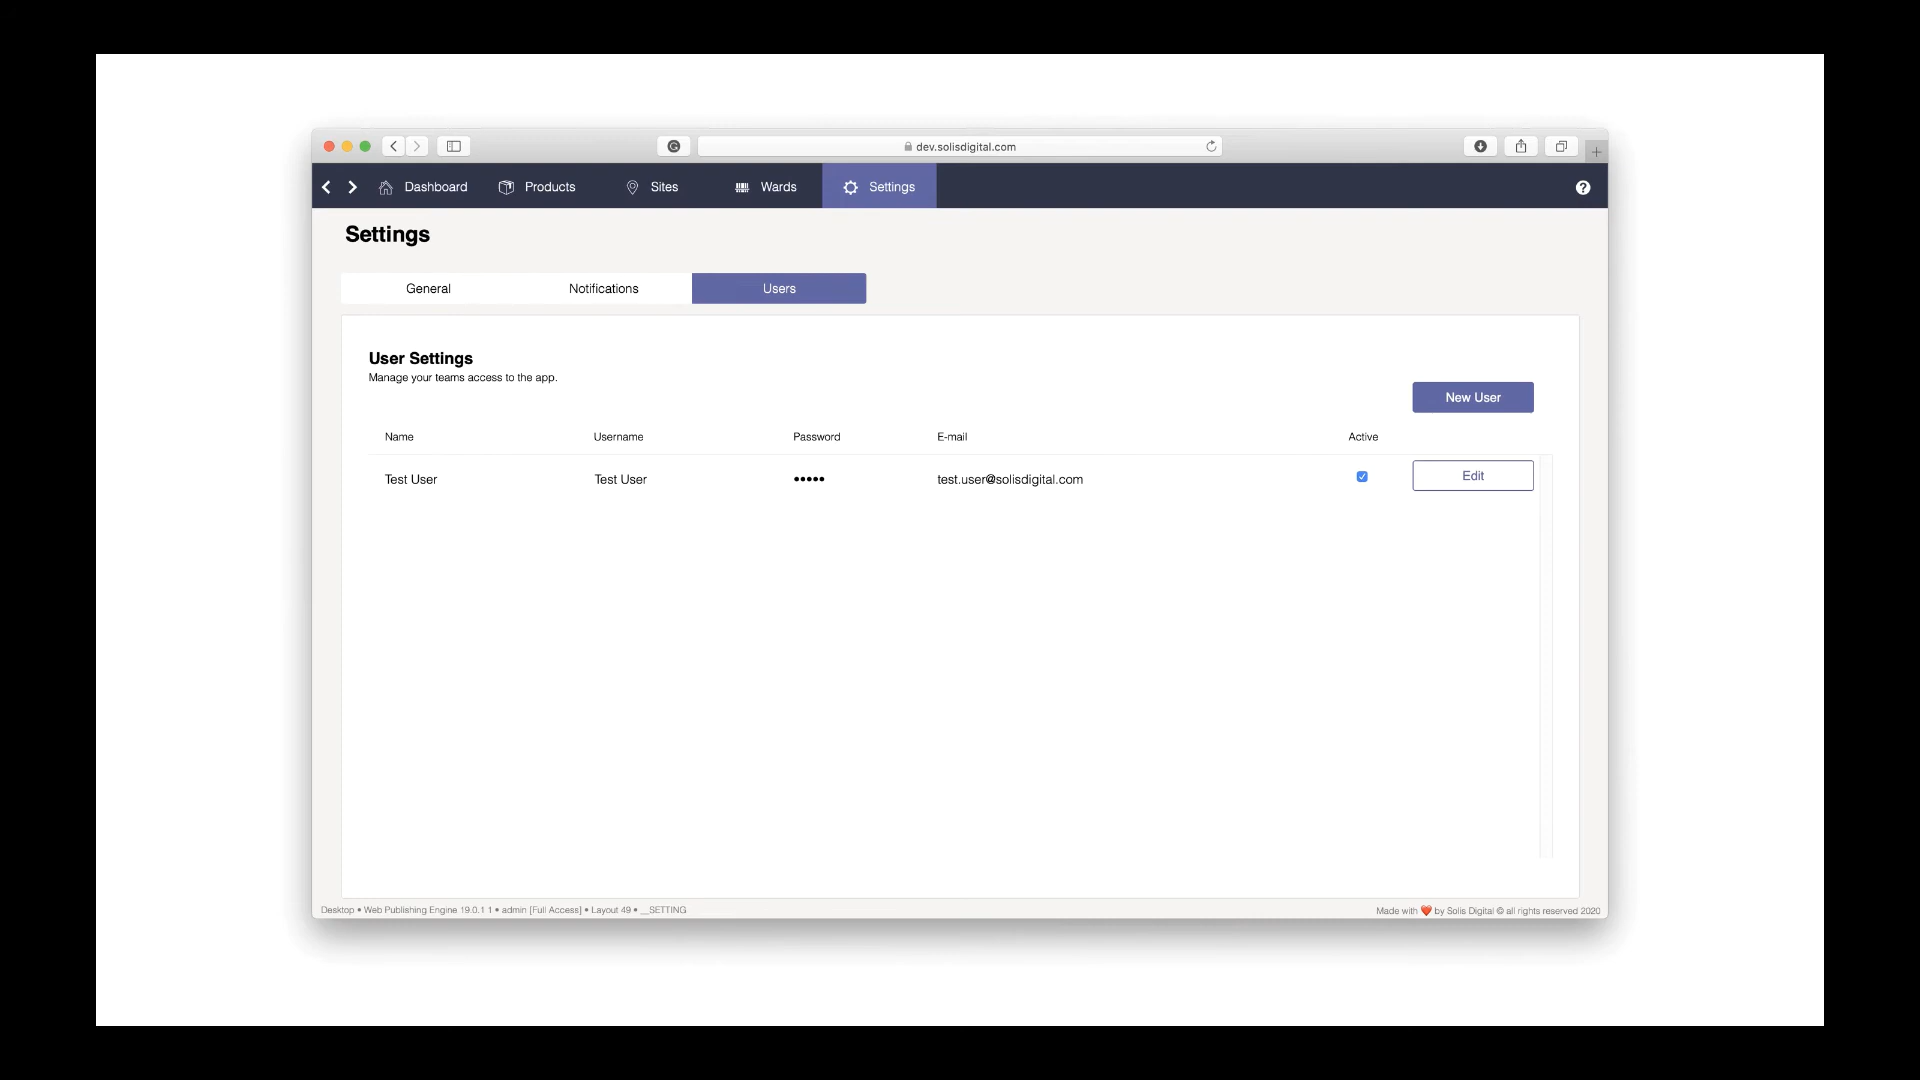 dev.solisdigital.com
Dashboard Products Sites Wards Settings ?
Settings
General Notifications Users
User Settings
Manage your teams access to the app.
New User
Name Username Password E-mail Active
Test User Test User ••••• test.user@solisdigital.com Edit
Desktop • Web Publishing Engine 19.0.1 1 • admin [Full Access] • Layout 49 • __SETTING
Made with ❤️ by Solis Digital © all rights reserved 2020